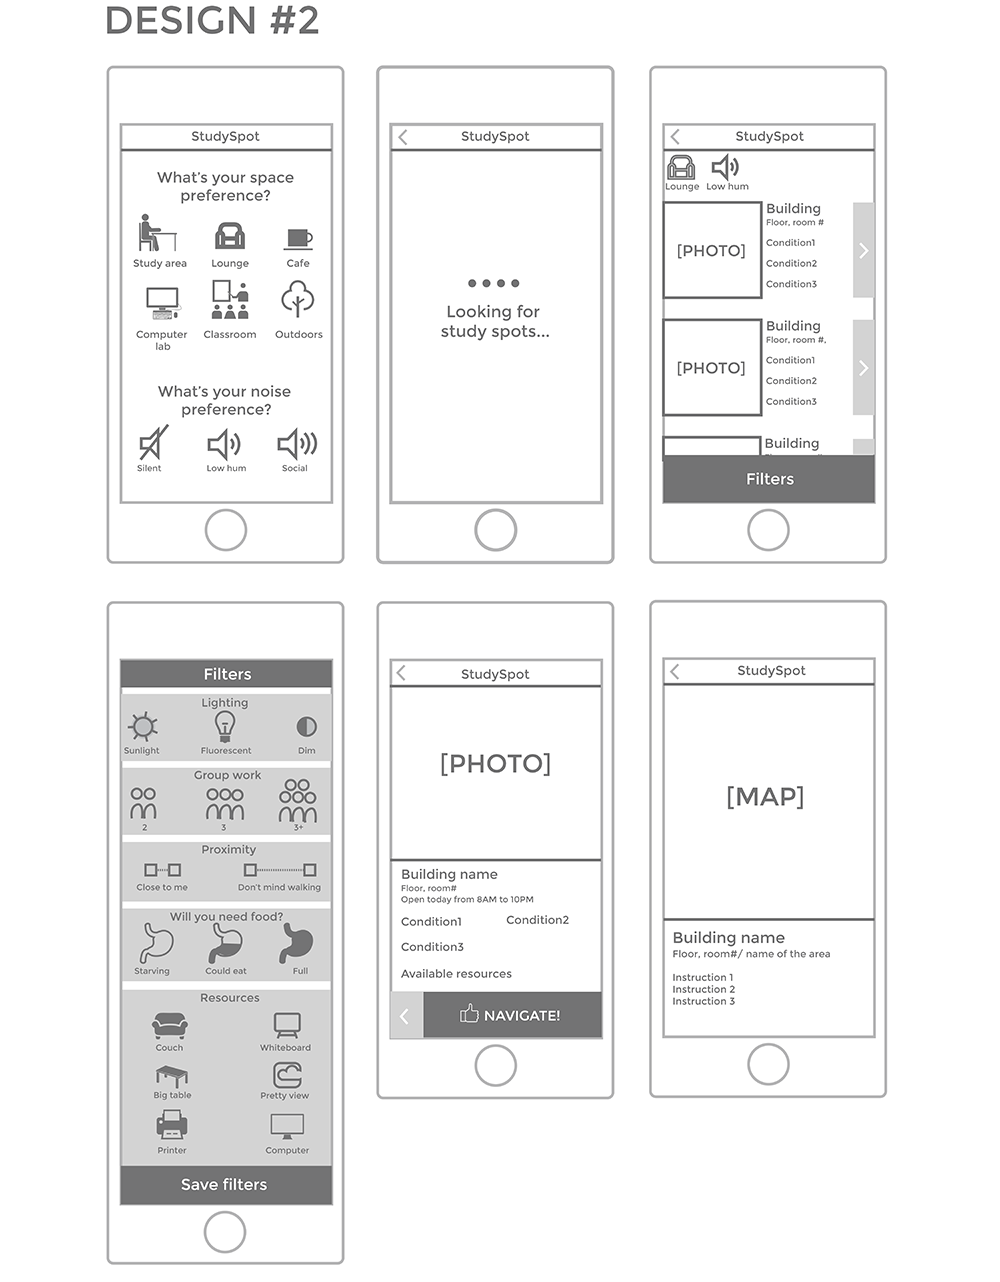 DESIGN #2
StudySpot
What's your space
preference?
Study area
Lounge
Cafe
Computer
lab
Classroom
Outdoors
What's your noise
preference?
Silent
Low hum
Social
StudySpot
Looking for
study spots...
StudySpot
Lounge
Low hum
[PHOTO]
Building
Floor, room #
Condition1
Condition2
Condition3
[PHOTO]
Building
Floor, room #,
Condition1
Condition2
Condition3
Building
Filters
Filters
Lighting
Sunlight
Fluorescent
Dim
Group work
2
3
3+
Proximity
Close to me
Don't mind walking
Will you need food?
Starving
Could eat
Full
Resources
Couch
Whiteboard
Big table
Pretty view
Printer
Computer
Save filters
StudySpot
[PHOTO]
Building name
Floor, room#
Open today from 8AM to 10PM
Condition1
Condition2
Condition3
Available resources
NAVIGATE!
StudySpot
[MAP]
Building name
Floor, room#/ name of the area
Instruction 1
Instruction 2
Instruction 3